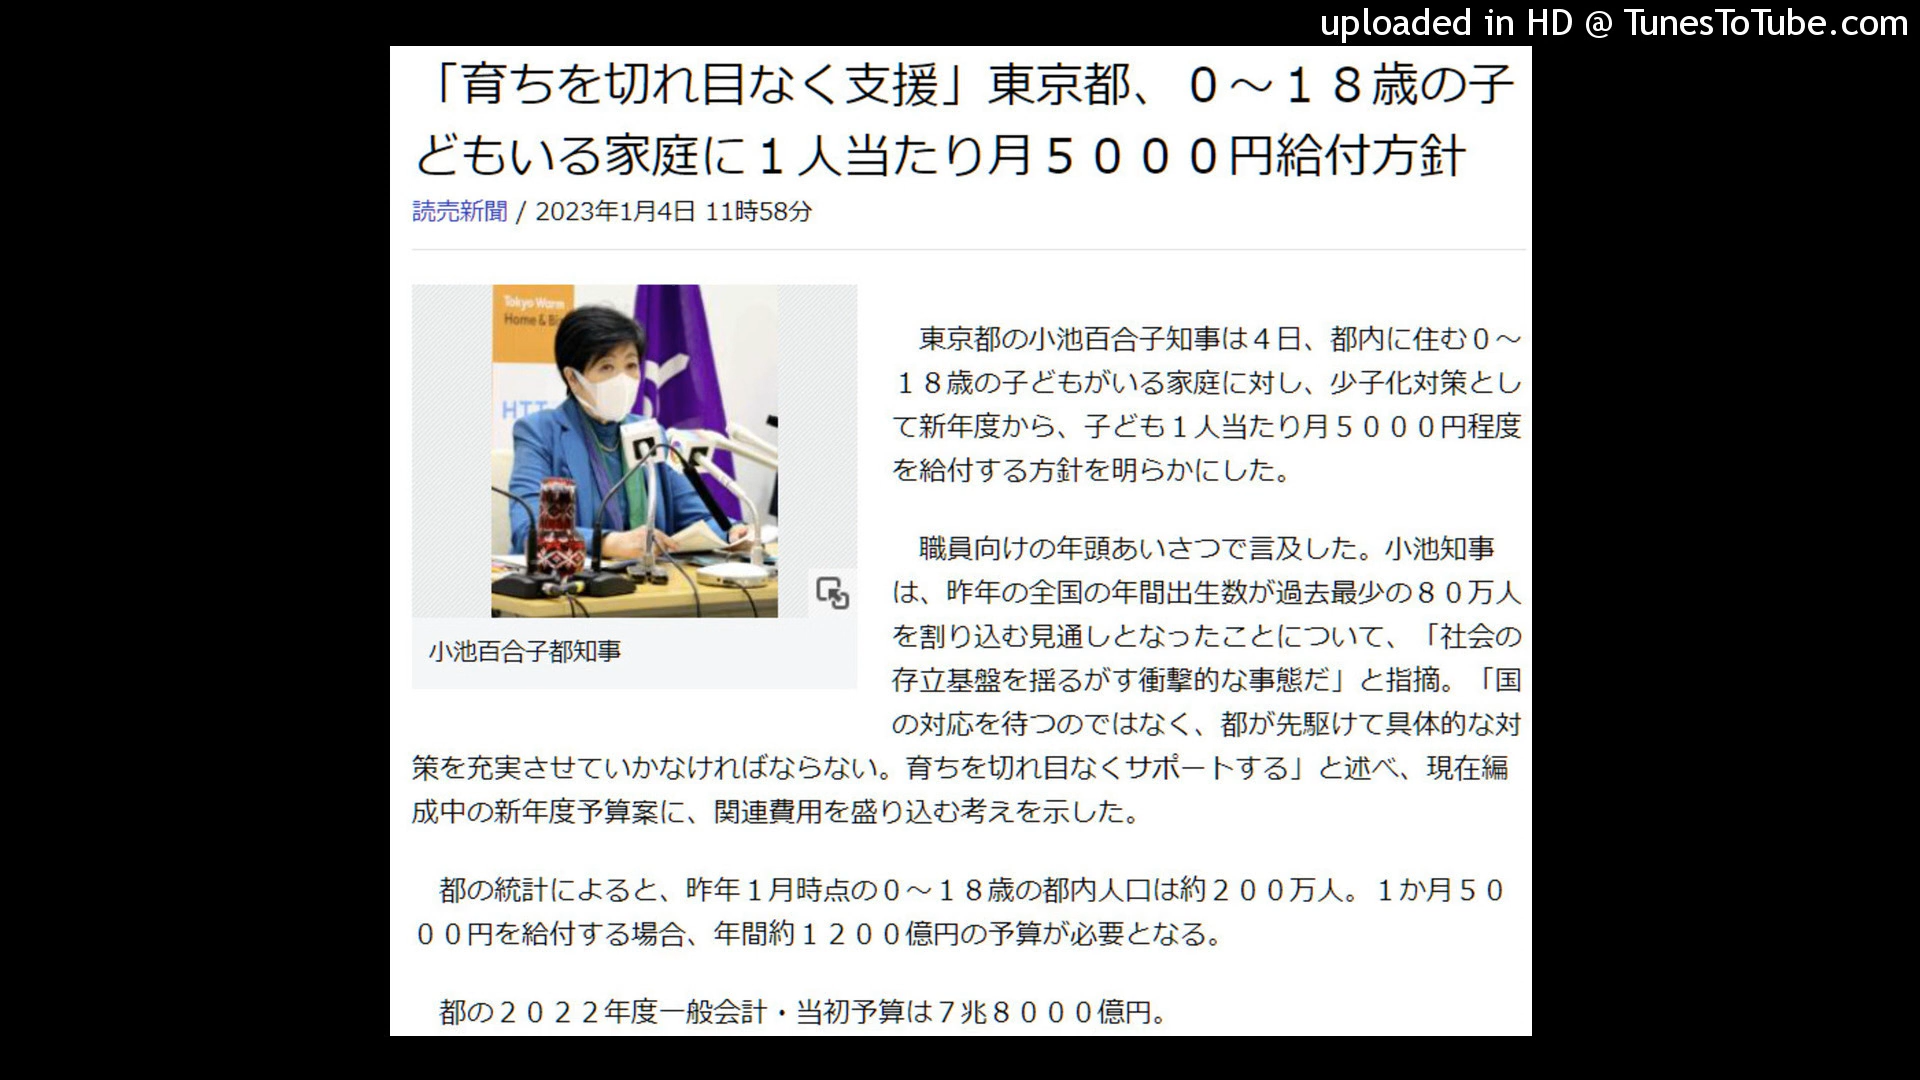 uploaded in HD @ TunesToTube.com
「育ちを切れ目なく支援」東京都、０～１８歳の子
どもいる家庭に１人当たり月５０００円給付方針
読売新聞 / 2023年1月4日 11時58分
Tokyo Warm
Home & Bi
HTT
小池百合子都知事
東京都の小池百合子知事は４日、都内に住む０～
１８歳の子どもがいる家庭に対し、少子化対策とし
て新年度から、子ども１人当たり月５０００円程度
を給付する方針を明らかにした。
職員向けの年頭あいさつで言及した。小池知事
は、昨年の全国の年間出生数が過去最少の８０万人
を割り込む見通しとなったことについて、「社会の
存立基盤を揺るがす衝撃的な事態だ」と指摘。「国
の対応を待つのではなく、都が先駆けて具体的な対
策を充実させていかなければならない。育ちを切れ目なくサポートする」と述べ、現在編
成中の新年度予算案に、関連費用を盛り込む考えを示した。
都の統計によると、昨年１月時点の０～１８歳の都内人口は約２００万人。１か月５０
００円を給付する場合、年間約１２００億円の予算が必要となる。
都の２０２２年度一般会計・当初予算は７兆８０００億円。